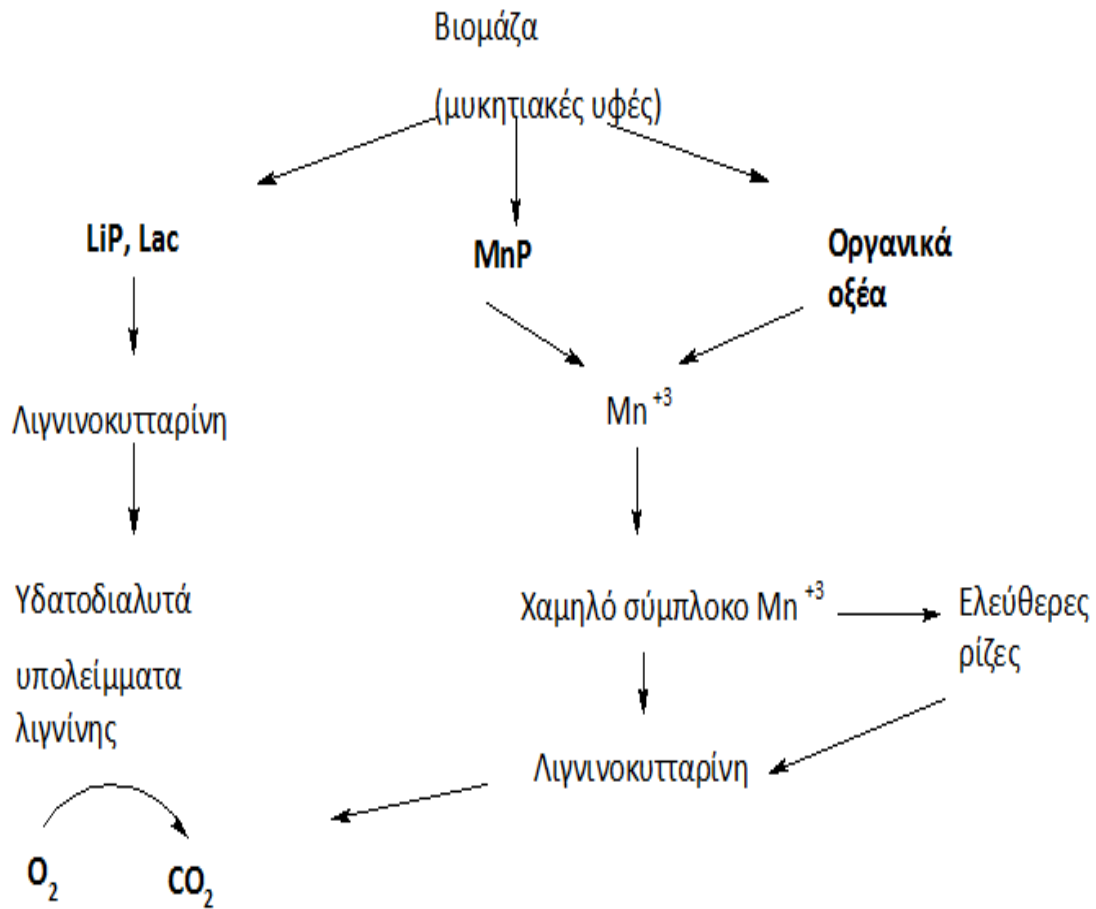 Βιομάζα
(μυκητιακές υφές)
LiP, Lac
MnP
Οργανικά
οξέα
Λιγνινοκυτταρίνη
Mn +3
Υδατοδιαλυτά
υπολείμματα
λιγνίνης
Χαμηλό σύμπλοκο Mn +3
Ελεύθερες
ρίζες
Λιγνινοκυτταρίνη
O2
CO2